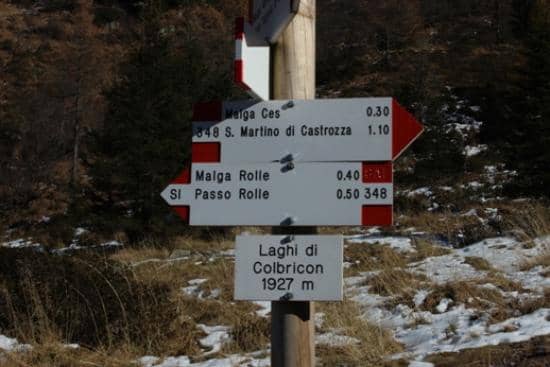 Malga Ces 0.30
348 S. Martino di Castrozza 1.10
Malga Rolle 0.40 SAT
SI Passo Rolle 0.50 348
Laghi di
Colbricon
1927 m